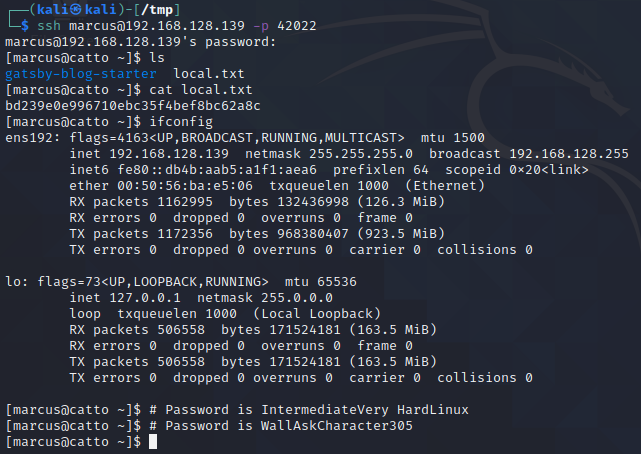 ┌──(kali㉿kali)-[/tmp]
└─$ ssh marcus@192.168.128.139 -p 42022
marcus@192.168.128.139's password:
[marcus@catto ~]$ ls
gatsby-blog-starter  local.txt
[marcus@catto ~]$ cat local.txt
bd239e0e996710ebc35f4bef8bc62a8c
[marcus@catto ~]$ ifconfig
ens192: flags=4163<UP,BROADCAST,RUNNING,MULTICAST>  mtu 1500
        inet 192.168.128.139  netmask 255.255.255.0  broadcast 192.168.128.255
        inet6 fe80::db4b:aab5:a1f1:aea6  prefixlen 64  scopeid 0×20<link>
        ether 00:50:56:ba:e5:06  txqueuelen 1000  (Ethernet)
        RX packets 1162995  bytes 132436998 (126.3 MiB)
        RX errors 0  dropped 0  overruns 0  frame 0
        TX packets 1172356  bytes 968380407 (923.5 MiB)
        TX errors 0  dropped 0 overruns 0  carrier 0  collisions 0

lo: flags=73<UP,LOOPBACK,RUNNING>  mtu 65536
        inet 127.0.0.1  netmask 255.0.0.0
        loop  txqueuelen 1000  (Local Loopback)
        RX packets 506558  bytes 171524181 (163.5 MiB)
        RX errors 0  dropped 0  overruns 0  frame 0
        TX packets 506558  bytes 171524181 (163.5 MiB)
        TX errors 0  dropped 0 overruns 0  carrier 0  collisions 0

[marcus@catto ~]$ # Password is IntermediateVery HardLinux
[marcus@catto ~]$ # Password is WallAskCharacter305
[marcus@catto ~]$